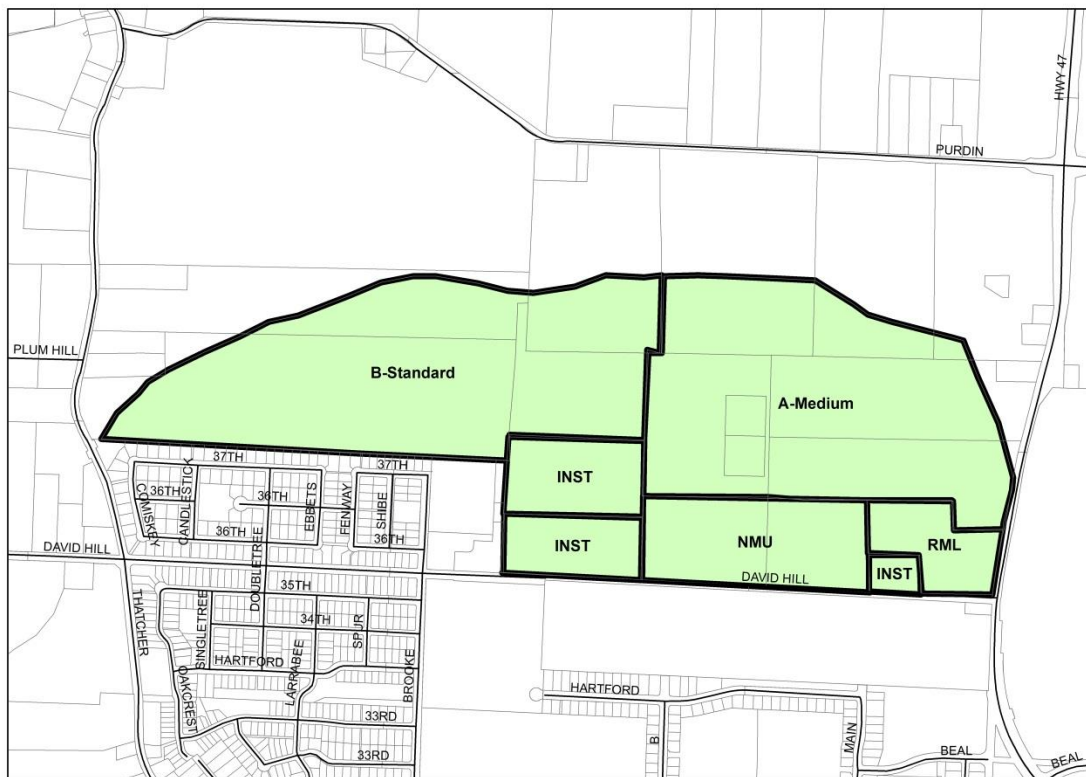 HWY 47
PURDIN
PLUM HILL
B-Standard
A-Medium
37TH
37TH
COMISKEY
36TH
CANDLESTICK
36TH
EBBETS
FENWAY
SHIBE
INST
36TH
36TH
DOUBLETREE
INST
NMU
RML
INST
DAVID HILL
DAVID HILL
35TH
THATCHER
SINGLETREE
34TH
SPUR
LARRABEE
BROOKE
HARTFORD
OAKCREST
HARTFORD
33RD
B
MAIN
33RD
BEAL
BEAL